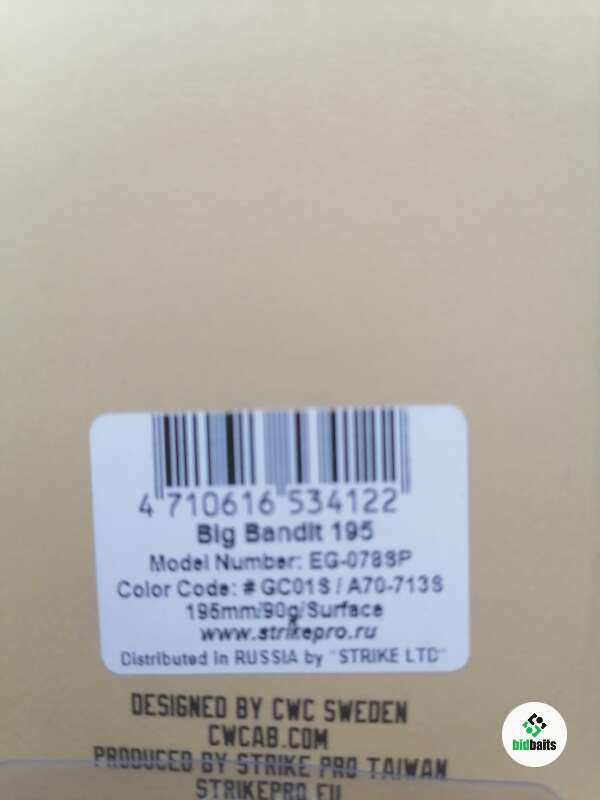 4 710616 534122
Big Bandit 195
Model Number: EG-078SP
Color Code: # GC01S / A70-713S
195mm/90g/Surface
www.strikepro.ru
Distributed in RUSSIA by "STRIKE LTD"
DESIGNED BY CWC SWEDEN
CWCAB.COM
PRODUCED BY STRIKE PRO TAIWAN
STRIKEPRO.EU
bidbaits